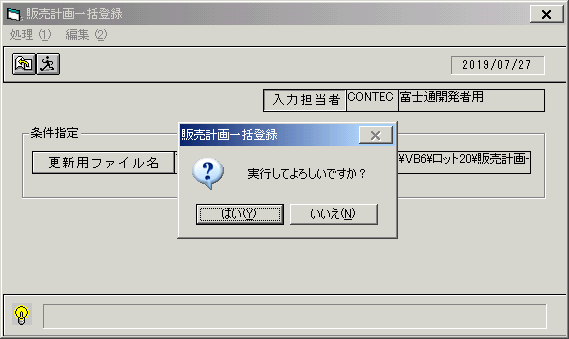 販売計画一括登録
処理 (1) 編集 (2)
2019/07/27
入力担当者 CONTEC 富士通開発者用
条件指定
更新用ファイル名 ¥VB6¥ロット20¥販売計画一
販売計画一括登録
実行してよろしいですか？
はい(Y) いいえ(N)